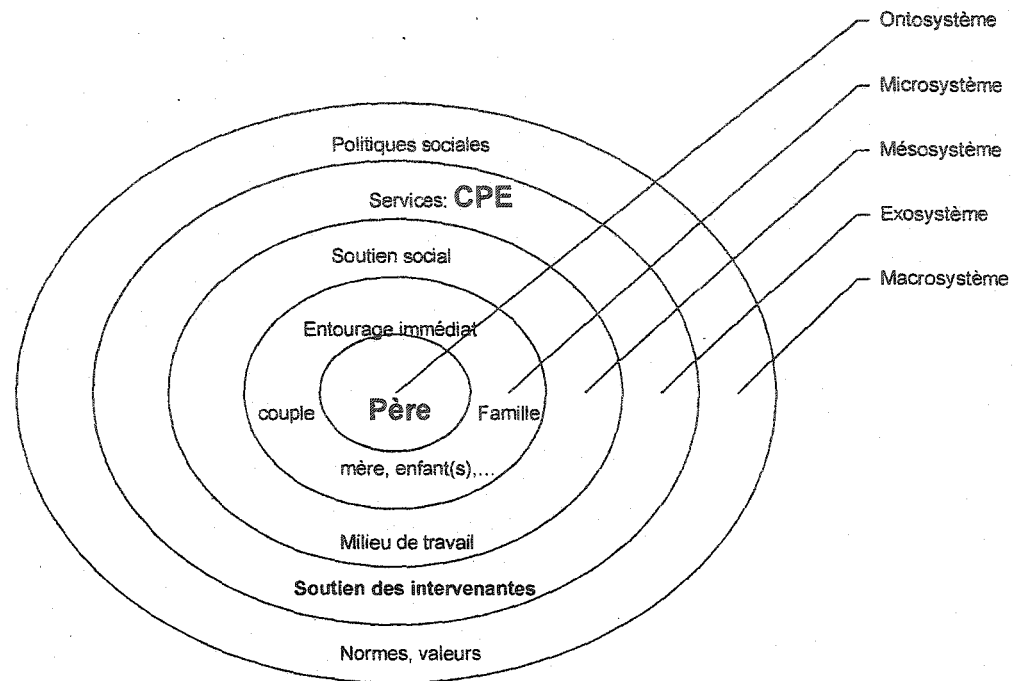 Ontosystème
Microsystème
Mésosystème
Exosystème
Macrosystème
Politiques sociales
Services: CPE
Soutien social
Entourage immédiat
couple
Père
Famille
mère, enfant(s),...
Milieu de travail
Soutien des intervenantes
Normes, valeurs